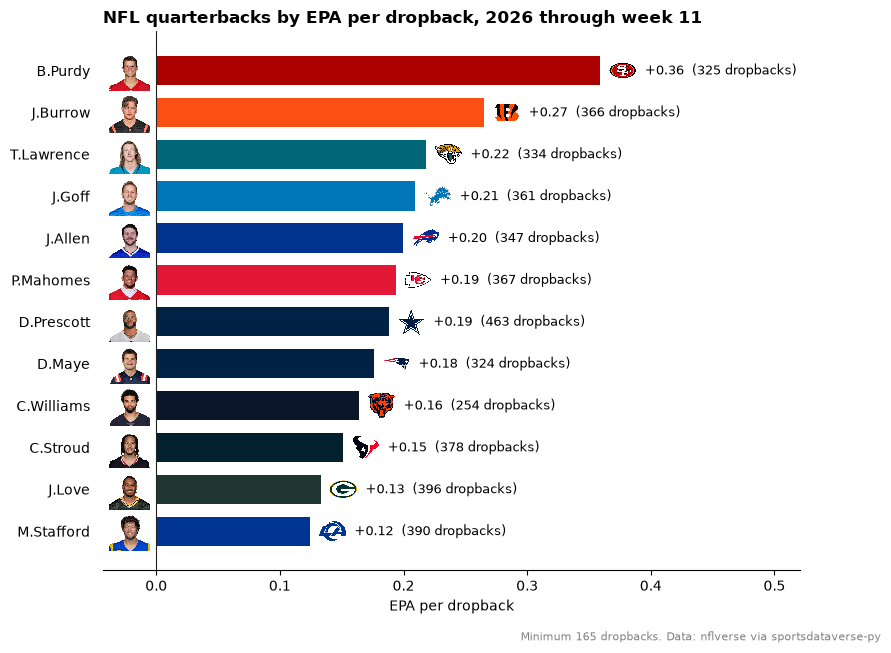 NFL quarterbacks by EPA per dropback, 2026 through week 11
B.Purdy +0.36 (325 dropbacks)
J.Burrow +0.27 (366 dropbacks)
T.Lawrence +0.22 (334 dropbacks)
J.Goff +0.21 (361 dropbacks)
J.Allen +0.20 (347 dropbacks)
P.Mahomes +0.19 (367 dropbacks)
D.Prescott +0.19 (463 dropbacks)
D.Maye +0.18 (324 dropbacks)
C.Williams +0.16 (254 dropbacks)
C.Stroud +0.15 (378 dropbacks)
J.Love +0.13 (396 dropbacks)
M.Stafford +0.12 (390 dropbacks)
0.0 0.1 0.2 0.3 0.4 0.5
EPA per dropback
Minimum 165 dropbacks. Data: nflverse via sportsdataverse-py